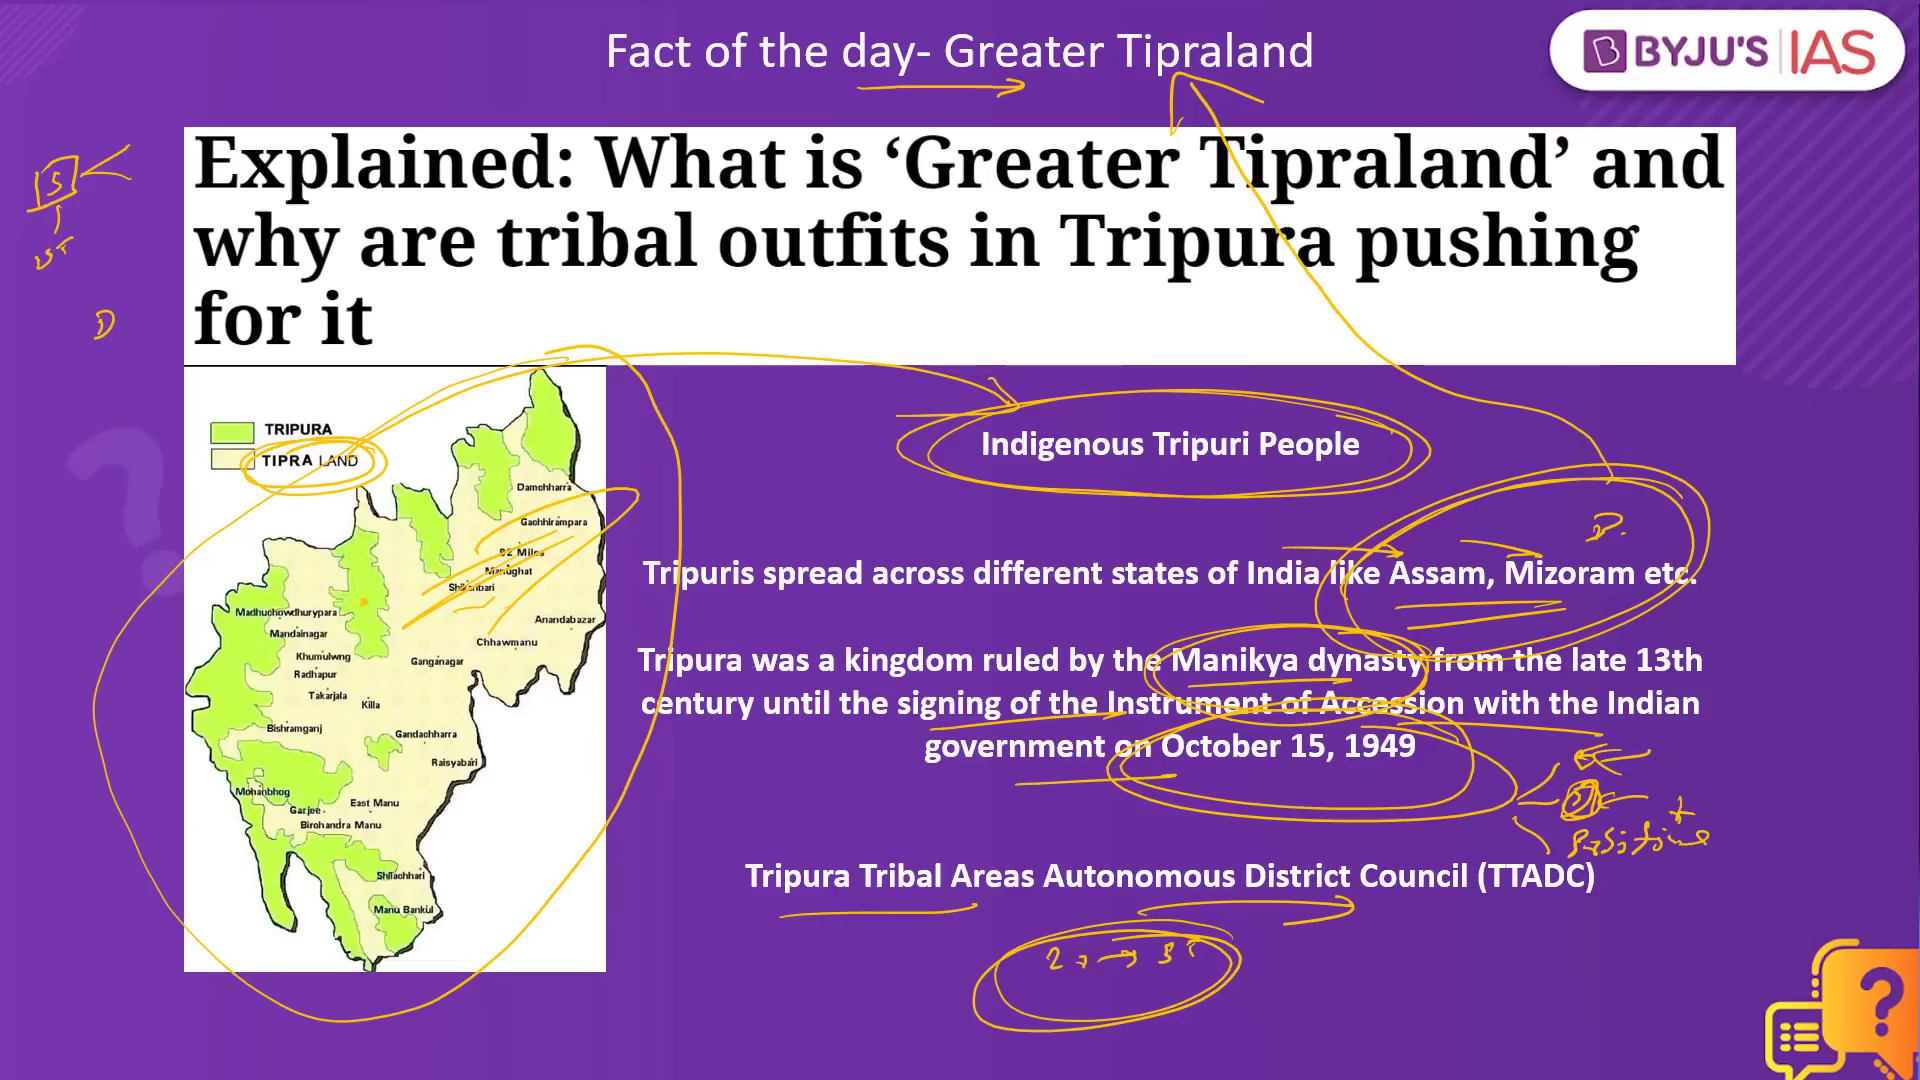 Fact of the day- Greater Tipraland
BYJU'S IAS
Explained: What is ‘Greater Tipraland’ and
why are tribal outfits in Tripura pushing
for it
5
D
TRIPURA
TIPRA LAND
Damchharra
Gachhirampara
82 Miles
Manughat
Shikaribari
Madhuchowdhurypara
Anandabazar
Mandainagar
Chhawmanu
Khumulwng
Ganganagar
Radhapur
Takarjala
Killa
Bishramganj
Gandachharra
Raisyabari
Mohanbhog
East Manu
Garjee
Birchandra Manu
Shilachhari
Manu Bankul
Indigenous Tripuri People
Tripuris spread across different states of India like Assam, Mizoram etc.
Tripura was a kingdom ruled by the Manikya dynasty from the late 13th
century until the signing of the Instrument of Accession with the Indian
government on October 15, 1949
Tripura Tribal Areas Autonomous District Council (TTADC)